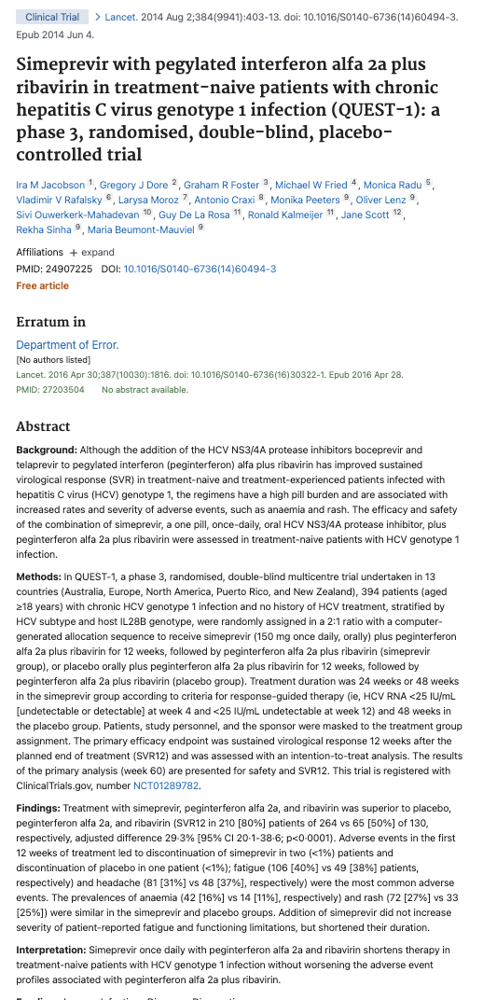 Clinical Trial > Lancet. 2014 Aug 2;384(9941):403-13. doi: 10.1016/S0140-6736(14)60494-3.
Epub 2014 Jun 4.
Simeprevir with pegylated interferon alfa 2a plus
ribavirin in treatment-naive patients with chronic
hepatitis C virus genotype 1 infection (QUEST-1): a
phase 3, randomised, double-blind, placebo-
controlled trial
Ira M Jacobson 1, Gregory J Dore 2, Graham R Foster 3, Michael W Fried 4, Monica Radu 5,
Vladimir V Rafalsky 6, Larysa Moroz 7, Antonio Craxi 8, Monika Peeters 9, Oliver Lenz 9,
Sivi Ouwerkerk-Mahadevan 10, Guy De La Rosa 11, Ronald Kalmeijer 11, Jane Scott 12,
Rekha Sinha 9, Maria Beumont-Mauviel 9
Affiliations + expand
PMID: 24907225 DOI: 10.1016/S0140-6736(14)60494-3
Free article
Erratum in
Department of Error.
[No authors listed]
Lancet. 2016 Apr 30;387(10030):1816. doi: 10.1016/S0140-6736(16)30322-1. Epub 2016 Apr 28.
PMID: 27203504 No abstract available.
Abstract
Background: Although the addition of the HCV NS3/4A protease inhibitors boceprevir and
telaprevir to pegylated interferon (peginterferon) alfa plus ribavirin has improved sustained
virological response (SVR) in treatment-naive and treatment-experienced patients infected with
hepatitis C virus (HCV) genotype 1, the regimens have a high pill burden and are associated with
increased rates and severity of adverse events, such as anaemia and rash. The efficacy and safety
of the combination of simeprevir, a one pill, once-daily, oral HCV NS3/4A protease inhibitor, plus
peginterferon alfa 2a plus ribavirin were assessed in treatment-naive patients with HCV genotype 1
infection.
Methods: In QUEST-1, a phase 3, randomised, double-blind multicentre trial undertaken in 13
countries (Australia, Europe, North America, Puerto Rico, and New Zealand), 394 patients (aged
≥18 years) with chronic HCV genotype 1 infection and no history of HCV treatment, stratified by
HCV subtype and host IL28B genotype, were randomly assigned in a 2:1 ratio with a computer-
generated allocation sequence to receive simeprevir (150 mg once daily, orally) plus peginterferon
alfa 2a plus ribavirin for 12 weeks, followed by peginterferon alfa 2a plus ribavirin (simeprevir
group), or placebo orally plus peginterferon alfa 2a plus ribavirin for 12 weeks, followed by
peginterferon alfa 2a plus ribavirin (placebo group). Treatment duration was 24 weeks or 48 weeks
in the simeprevir group according to criteria for response-guided therapy (ie, HCV RNA <25 IU/mL
[undetectable or detectable] at week 4 and <25 IU/mL undetectable at week 12) and 48 weeks in
the placebo group. Patients, study personnel, and the sponsor were masked to the treatment group
assignment. The primary efficacy endpoint was sustained virological response 12 weeks after the
planned end of treatment (SVR12) and was assessed with an intention-to-treat analysis. The results
of the primary analysis (week 60) are presented for safety and SVR12. This trial is registered with
ClinicalTrials.gov, number NCT01289782.
Findings: Treatment with simeprevir, peginterferon alfa 2a, and ribavirin was superior to placebo,
peginterferon alfa 2a, and ribavirin (SVR12 in 210 [80%] patients of 264 vs 65 [50%] of 130,
respectively, adjusted difference 29·3% [95% CI 20·1-38·6; p<0·0001). Adverse events in the first
12 weeks of treatment led to discontinuation of simeprevir in two (<1%) patients and
discontinuation of placebo in one patient (<1%); fatigue (106 [40%] vs 49 [38%] patients,
respectively) and headache (81 [31%] vs 48 [37%], respectively) were the most common adverse
events. The prevalences of anaemia (42 [16%] vs 14 [11%], respectively) and rash (72 [27%] vs 33
[25%]) were similar in the simeprevir and placebo groups. Addition of simeprevir did not increase
severity of patient-reported fatigue and functioning limitations, but shortened their duration.
Interpretation: Simeprevir once daily with peginterferon alfa 2a and ribavirin shortens therapy in
treatment-naive patients with HCV genotype 1 infection without worsening the adverse event
profiles associated with peginterferon alfa 2a plus ribavirin.